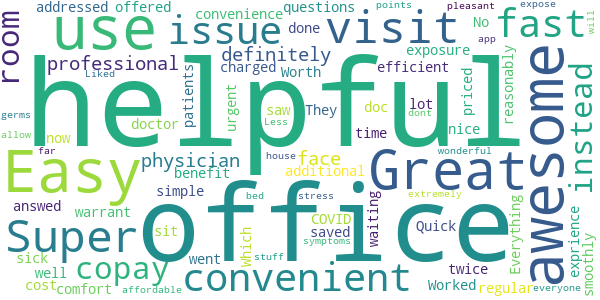 addressed offered
questions
pleasant
expose
convenience
points
No
app
will
room
use
issue
done
visit
fast
professional
definitely
exposure
charged
efficient
Liked
Worth
patients
urgent
helpful
saw
They
doc
lot
priced
reasonably
awesome
instead
germs
doctor
Less
dont
time
nice
allow
now
house
wonderful
far
physician
face
Easy
benefit
additional
Great
simple
bed
stress
extremely
answed
warrant
COVID
waiting
Quick
Everything
exprience
smoothly
Super
office
sit
saved
symptoms
Which
went
stuff
sick
copay
convenient
Worked
twice
well
cost
comfort
affordable
regular
everyone